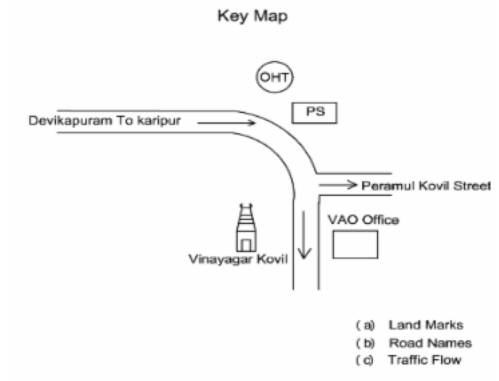 Key Map
OHT
PS
Devikapuram To karipur
Peramul Kovil Street
VAO Office
Vinayagar Kovil
(a) Land Marks
(b) Road Names
(c) Traffic Flow